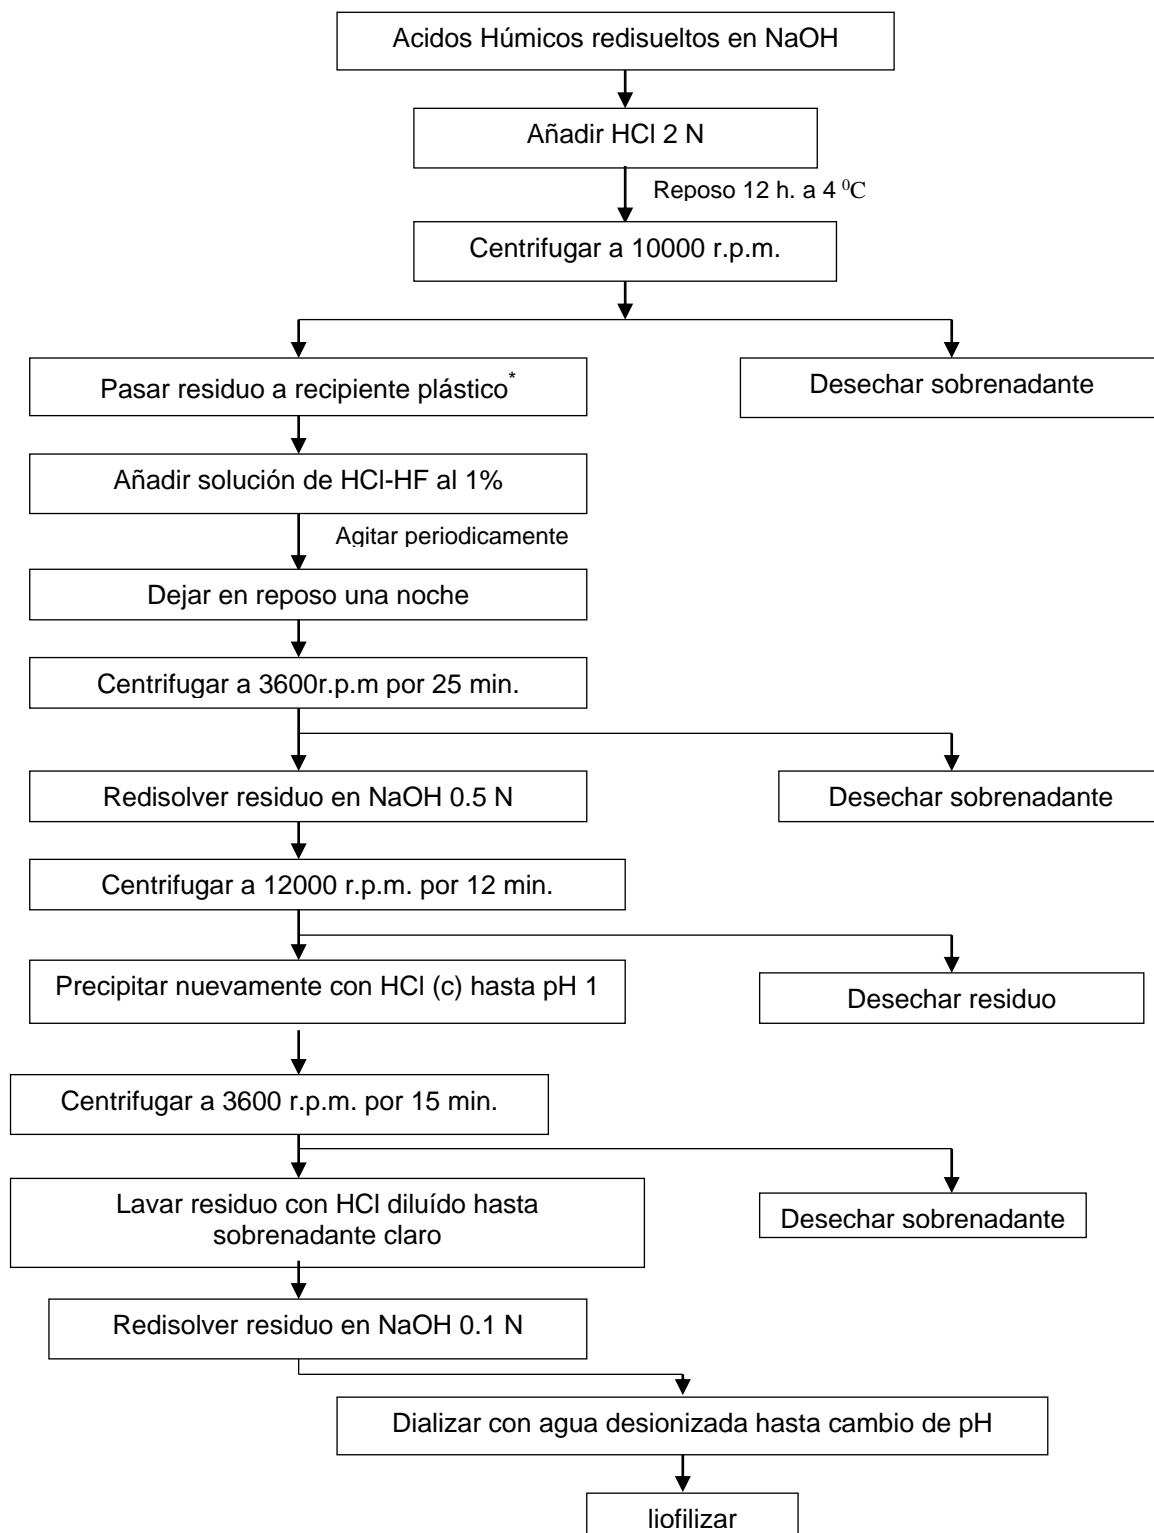 Acidos Húmicos redisueltos en NaOH
Añadir HCl 2 N
Reposo 12 h. a 4 ⁰C
Centrifugar a 10000 r.p.m.
Pasar residuo a recipiente plástico*
Desechar sobrenadante
Añadir solución de HCl-HF al 1%
Agitar periodicamente
Dejar en reposo una noche
Centrifugar a 3600r.p.m por 25 min.
Redisolver residuo en NaOH 0.5 N
Desechar sobrenadante
Centrifugar a 12000 r.p.m. por 12 min.
Precipitar nuevamente con HCl (c) hasta pH 1
Desechar residuo
Centrifugar a 3600 r.p.m. por 15 min.
Lavar residuo con HCl diluído hasta
sobrenadante claro
Desechar sobrenadante
Redisolver residuo en NaOH 0.1 N
Dializar con agua desionizada hasta cambio de pH
liofilizar